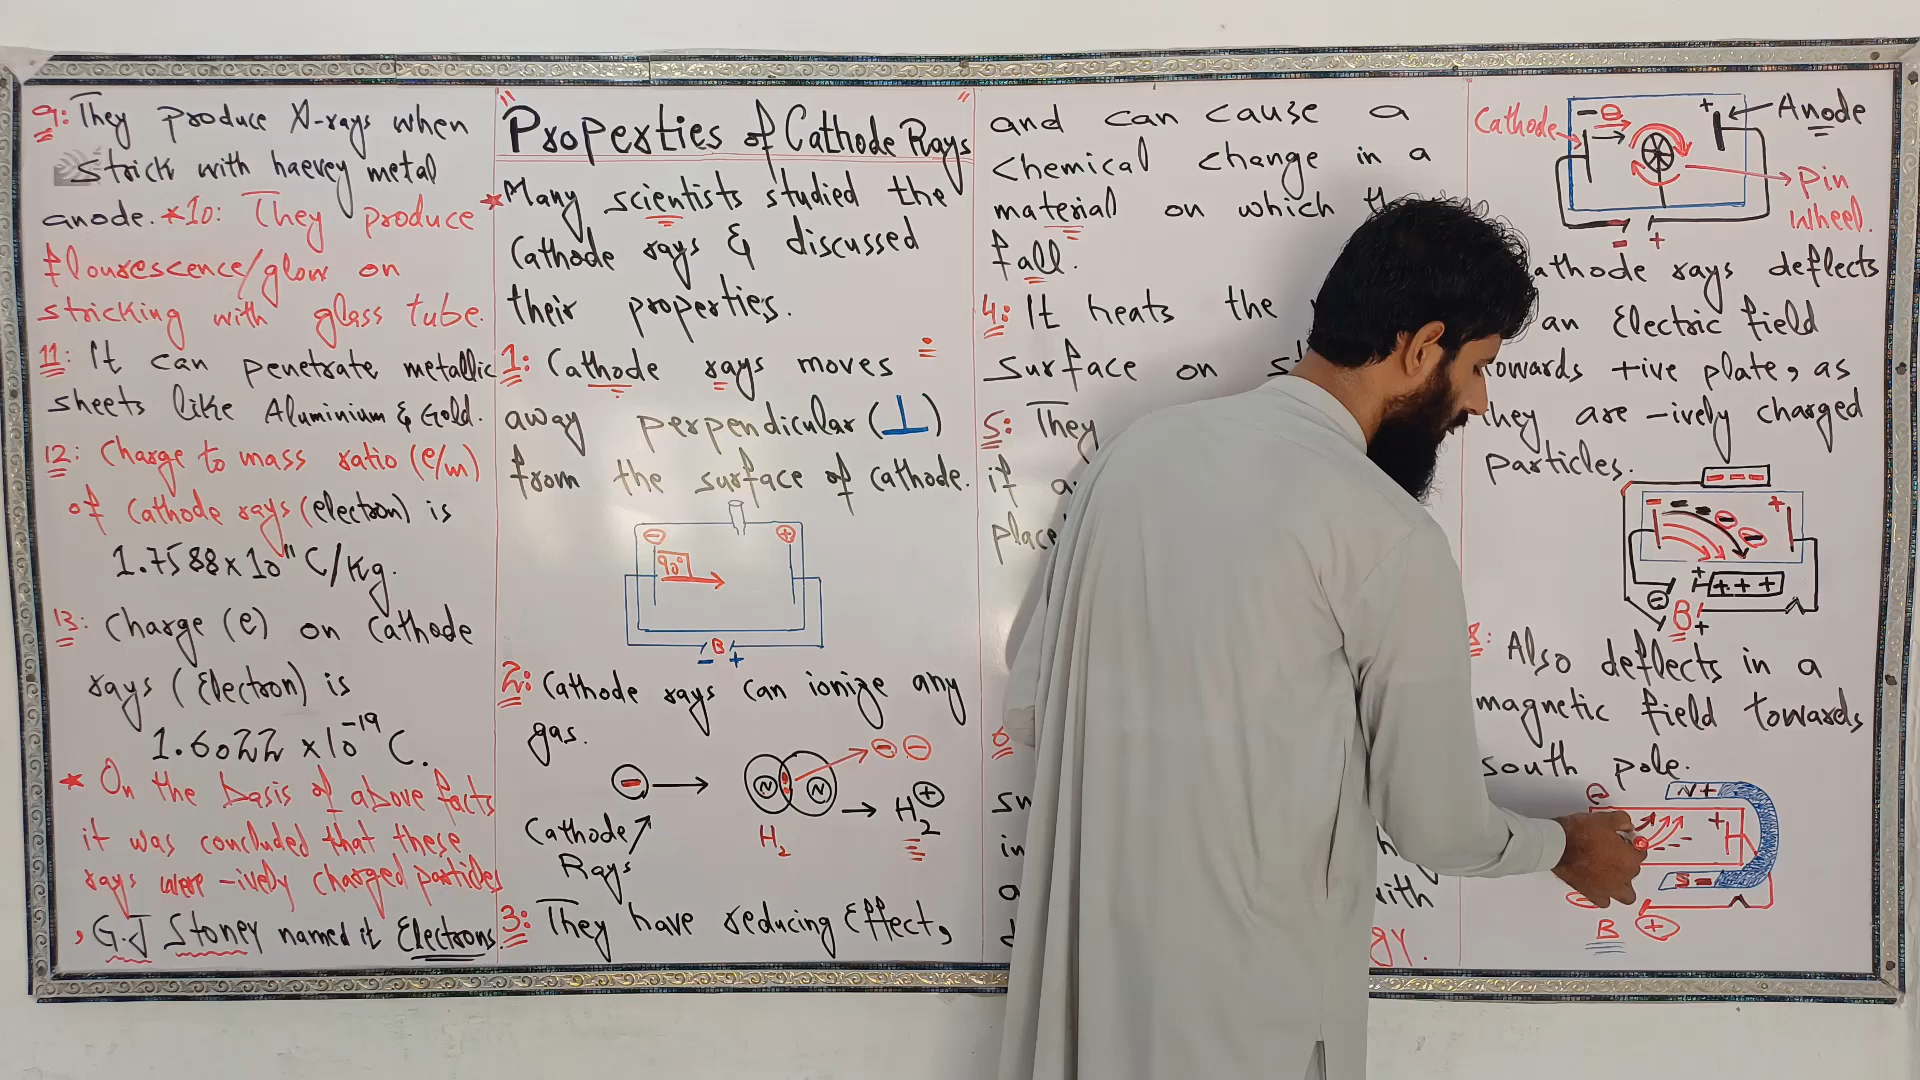 9: They produce X-rays when
strick with haevey metal
anode. *10: They produce
flourescence/glow on
stricking with glass tube.
11: It can penetrate metallic
sheets like Aluminium & Gold.
12: Charge to mass ratio (e/m)
of Cathode rays (electron) is
1.7588×10¹¹ C/Kg.
13: Charge (e) on Cathode
rays (Electron) is
1.6022 ×10⁻¹⁹ C.
* On the basis of above facts
it was concluded that these
rays were -ively charged particles
, G.J Stoney named it Electrons.
"Properties of Cathode Rays"
* Many scientists studied the
Cathode rays & discussed
their properties.
1: Cathode rays moves
away perpendicular (⊥)
from the surface of cathode.
- +
90°
B
- +
2: Cathode rays can ionize any
gas.
- N N - -
H₂ H₂⁺
Cathode
Rays
3: They have reducing Effect,
and can cause a
chemical change in a
material on which
fall.
4: It heats the
surface on
5: They
if
place
6
in
with
gy.
Cathode - e + Anode
Pin
wheel.
- +
athode rays deflects
an Electric field
towards +ive plate, as
they are -ively charged
particles.
- - -
- - - - - +
+ + + +
- B +
8: Also deflects in a
magnetic field towards
south pole.
N +
+
S -
B +